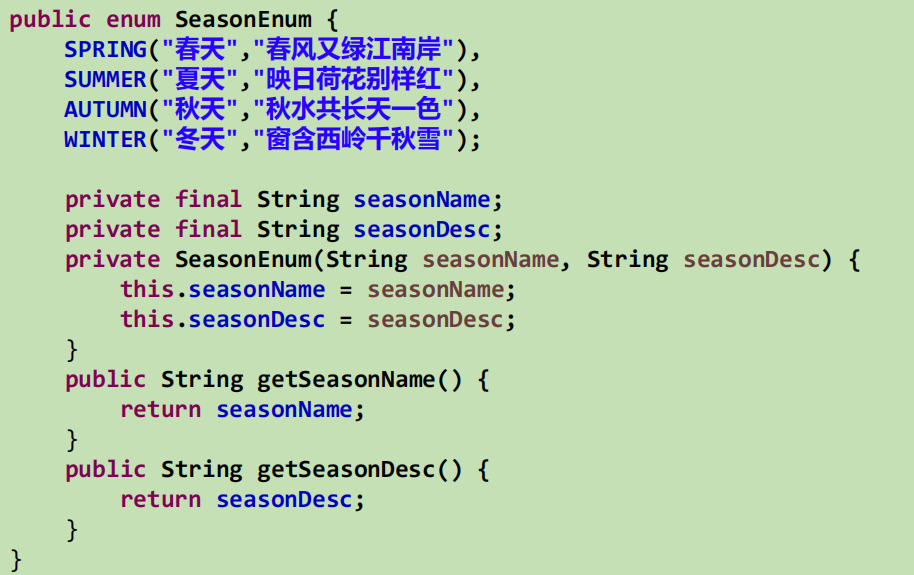 public enum SeasonEnum {
    SPRING("春天","春风又绿江南岸"),
    SUMMER("夏天","映日荷花别样红"),
    AUTUMN("秋天","秋水共长天一色"),
    WINTER("冬天","窗含西岭千秋雪");

    private final String seasonName;
    private final String seasonDesc;
    private SeasonEnum(String seasonName, String seasonDesc) {
        this.seasonName = seasonName;
        this.seasonDesc = seasonDesc;
    }
    public String getSeasonName() {
        return seasonName;
    }
    public String getSeasonDesc() {
        return seasonDesc;
    }
}